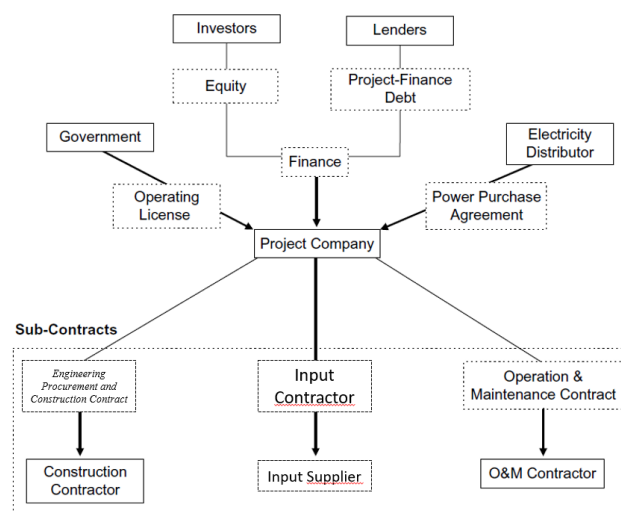 Investors
Lenders
Equity
Project-Finance
Debt
Government
Electricity
Distributor
Finance
Operating
License
Power Purchase
Agreement
Project Company
Sub-Contracts
Engineering
Procurement and
Construction Contract
Input
Contractor
Operation &
Maintenance Contract
Construction
Contractor
Input Supplier
O&M Contractor